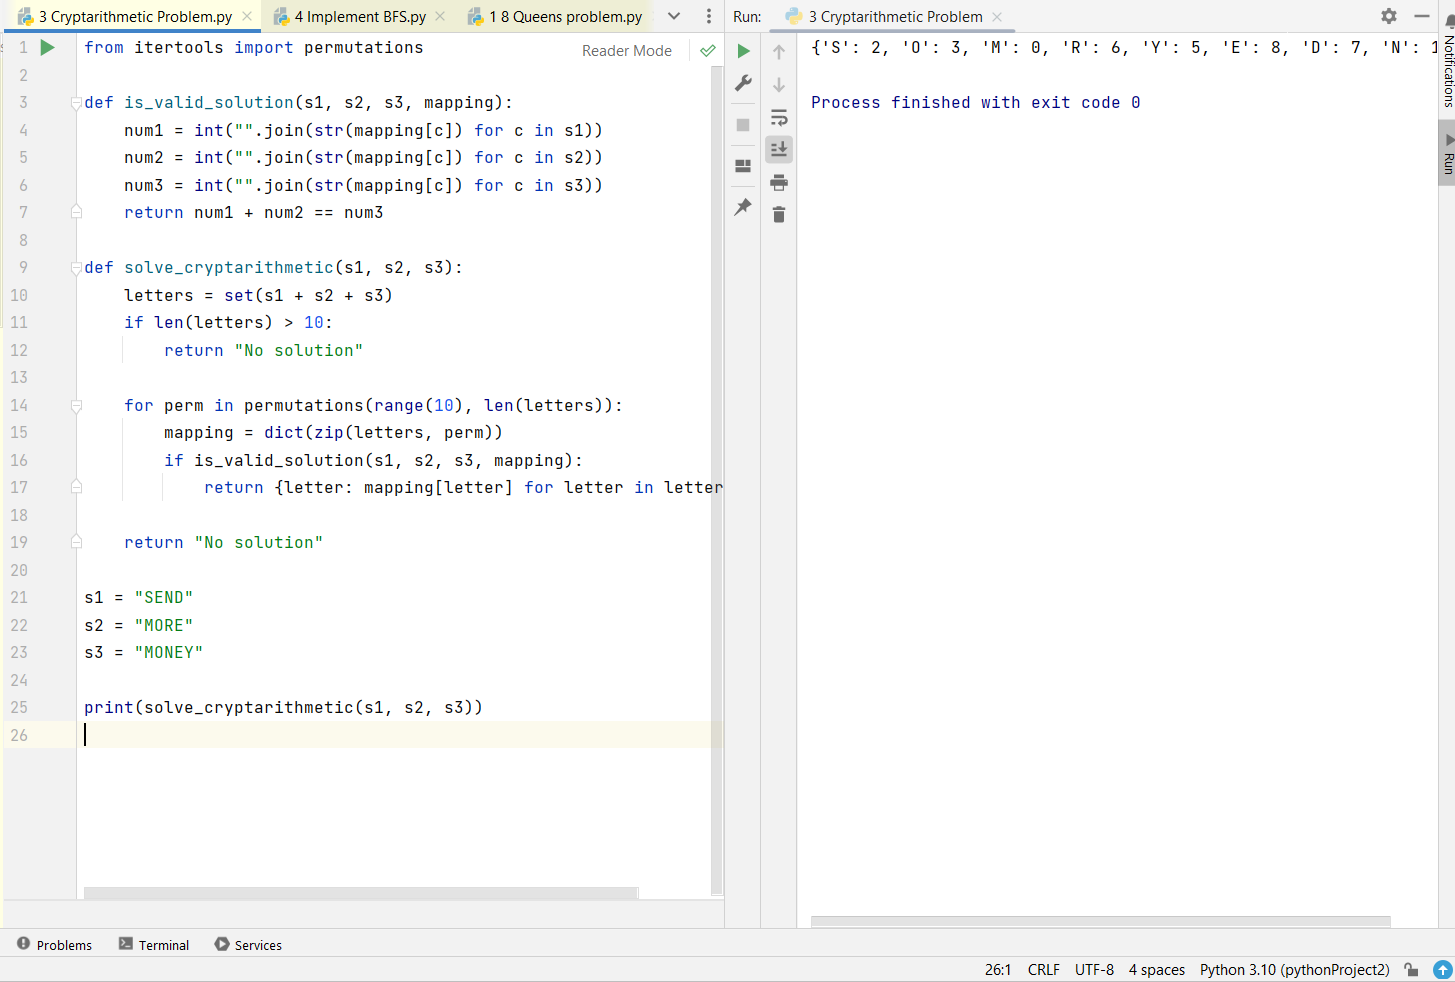 3 Cryptarithmetic Problem.py
4 Implement BFS.py
1 8 Queens problem.py
Run:
3 Cryptarithmetic Problem
Reader Mode
1 from itertools import permutations
2
3 def is_valid_solution(s1, s2, s3, mapping):
4 num1 = int("".join(str(mapping[c]) for c in s1))
5 num2 = int("".join(str(mapping[c]) for c in s2))
6 num3 = int("".join(str(mapping[c]) for c in s3))
7 return num1 + num2 == num3
8
9 def solve_cryptarithmetic(s1, s2, s3):
10 letters = set(s1 + s2 + s3)
11 if len(letters) > 10:
12 return "No solution"
13
14 for perm in permutations(range(10), len(letters)):
15 mapping = dict(zip(letters, perm))
16 if is_valid_solution(s1, s2, s3, mapping):
17 return {letter: mapping[letter] for letter in letter
18
19 return "No solution"
20
21 s1 = "SEND"
22 s2 = "MORE"
23 s3 = "MONEY"
24
25 print(solve_cryptarithmetic(s1, s2, s3))
26
{'S': 2, 'O': 3, 'M': 0, 'R': 6, 'Y': 5, 'E': 8, 'D': 7, 'N': 1
Process finished with exit code 0
Notifications
Run
Problems
Terminal
Services
26:1 CRLF UTF-8 4 spaces Python 3.10 (pythonProject2)